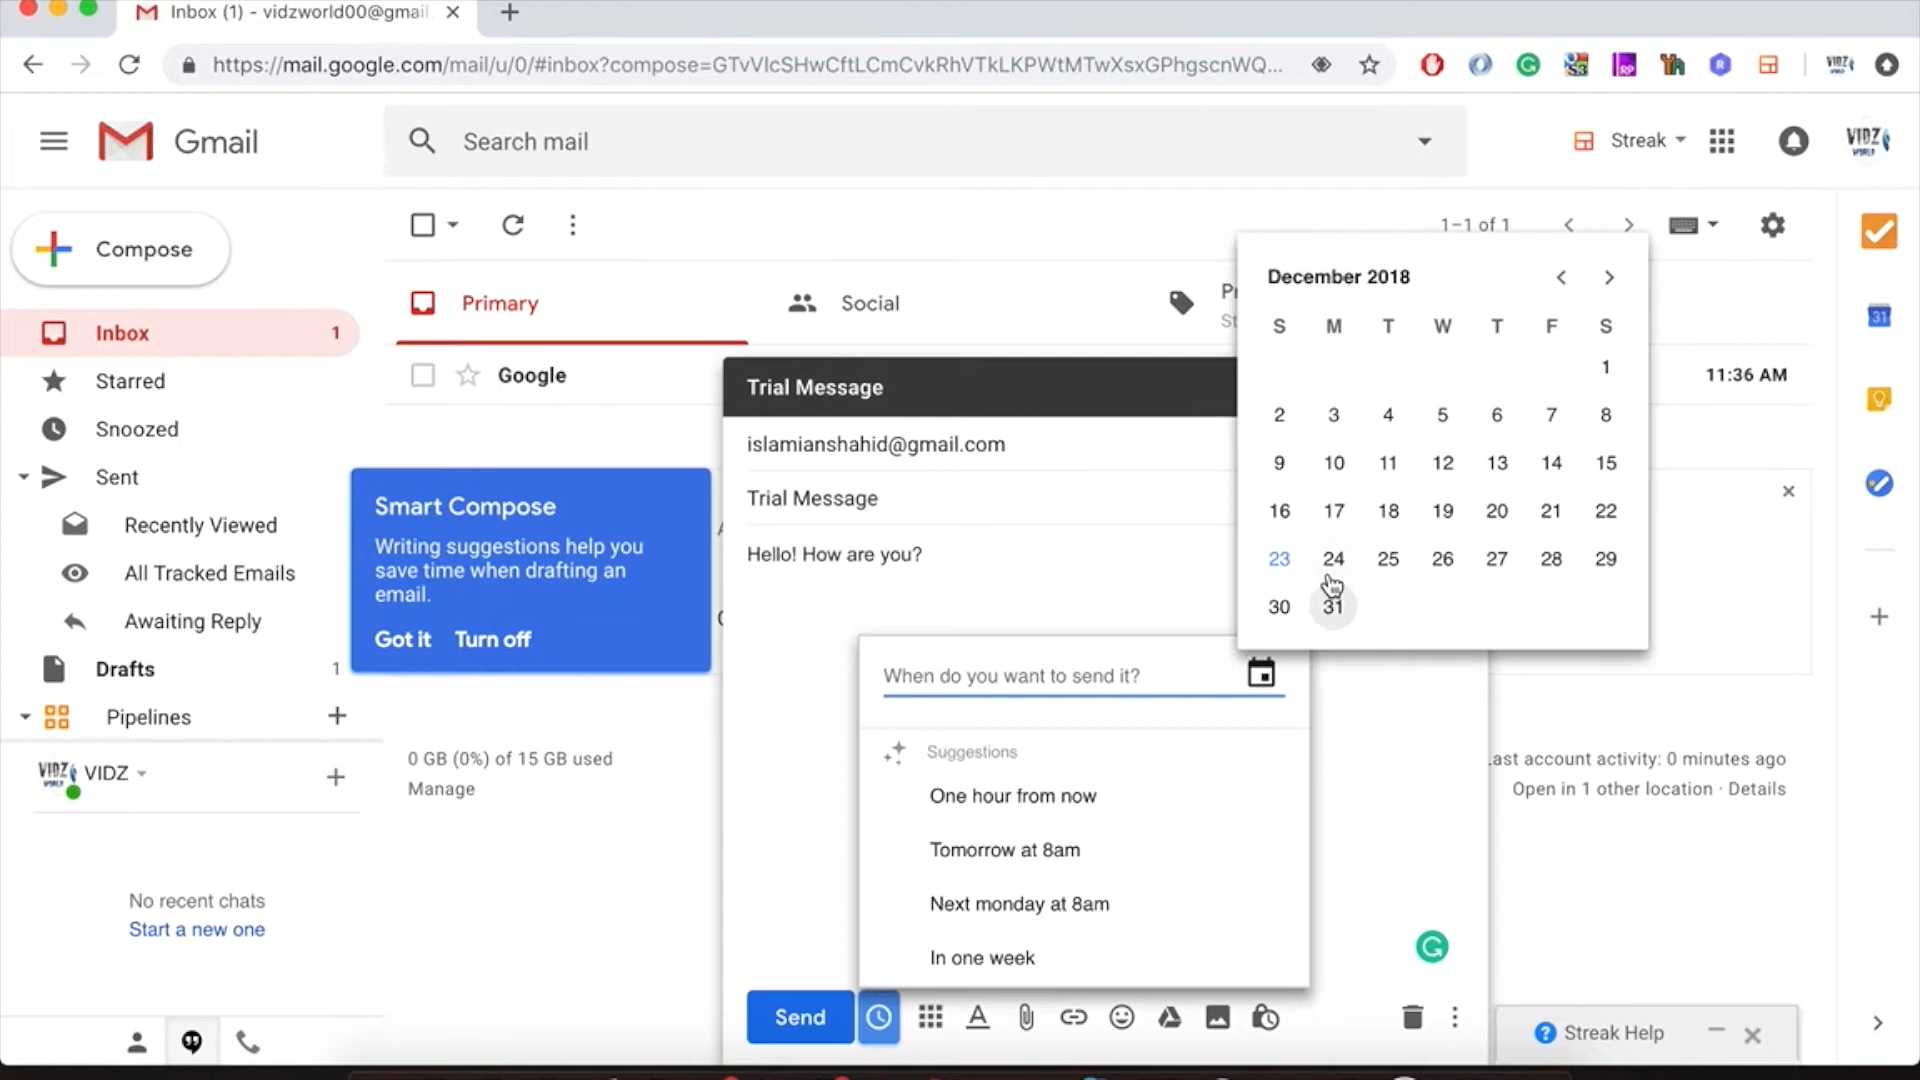 Inbox (1) - vidzworld00@gmail
https://mail.google.com/mail/u/0/#inbox?compose=GTvVlcSHwCftLCmCvkRhVTkLKPWtMTwXsxGPhgscnWQ...
Gmail
Search mail
Streak
VIDZ
WORLD
Compose
1–1 of 1
Primary
Social
Inbox
1
Google
11:36 AM
Starred
Snoozed
Sent
Recently Viewed
All Tracked Emails
Awaiting Reply
Drafts
1
Pipelines
VIDZ
No recent chats
Start a new one
Smart Compose
Writing suggestions help you
save time when drafting an
email.
Got it Turn off
0 GB (0%) of 15 GB used
Manage
Trial Message
islamianshahid@gmail.com
Trial Message
Hello! How are you?
December 2018
S M T W T F S
1
2 3 4 5 6 7 8
9 10 11 12 13 14 15
16 17 18 19 20 21 22
23 24 25 26 27 28 29
30 31
When do you want to send it?
Suggestions
One hour from now
Tomorrow at 8am
Next monday at 8am
In one week
Send
account activity: 0 minutes ago
Open in 1 other location · Details
31
Streak Help